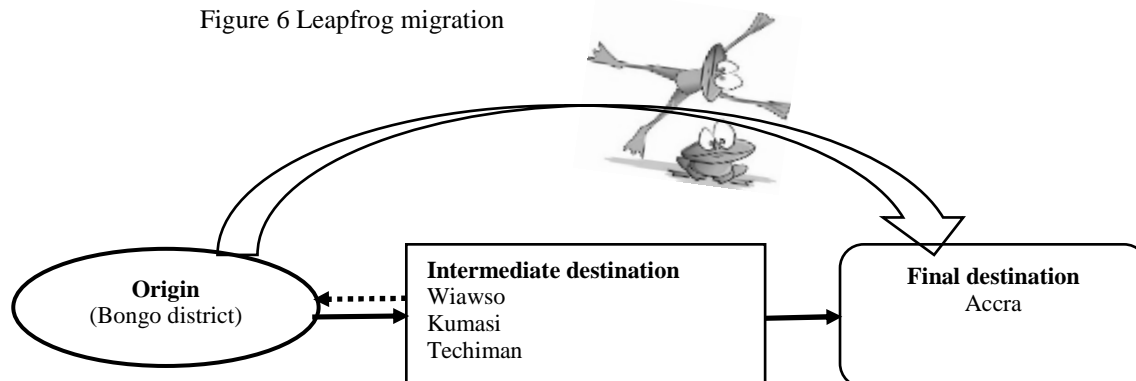 Figure 6 Leapfrog migration
Origin
(Bongo district)
Intermediate destination
Wiawso
Kumasi
Techiman
Final destination
Accra